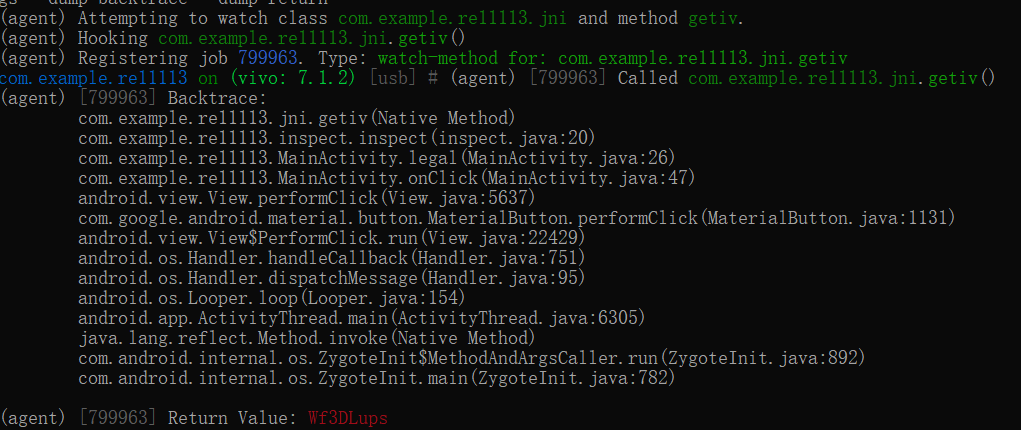 (agent) Attempting to watch class com.example.re11113.jni and method getiv.
(agent) Hooking com.example.re11113.jni.getiv()
(agent) Registering job 799963. Type: watch-method for: com.example.re11113.jni.getiv
com.example.re11113 on (vivo: 7.1.2) [usb] # (agent) [799963] Called com.example.re11113.jni.getiv()
(agent) [799963] Backtrace:
com.example.re11113.jni.getiv(Native Method)
com.example.re11113.inspect.inspect(inspect.java:20)
com.example.re11113.MainActivity.legal(MainActivity.java:26)
com.example.re11113.MainActivity.onClick(MainActivity.java:47)
android.view.View.performClick(View.java:5637)
com.google.android.material.button.MaterialButton.performClick(MaterialButton.java:1131)
android.view.View$PerformClick.run(View.java:22429)
android.os.Handler.handleCallback(Handler.java:751)
android.os.Handler.dispatchMessage(Handler.java:95)
android.os.Looper.loop(Looper.java:154)
android.app.ActivityThread.main(ActivityThread.java:6305)
java.lang.reflect.Method.invoke(Native Method)
com.android.internal.os.ZygoteInit$MethodAndArgsCaller.run(ZygoteInit.java:892)
com.android.internal.os.ZygoteInit.main(ZygoteInit.java:782)
(agent) [799963] Return Value: Wf3DLups